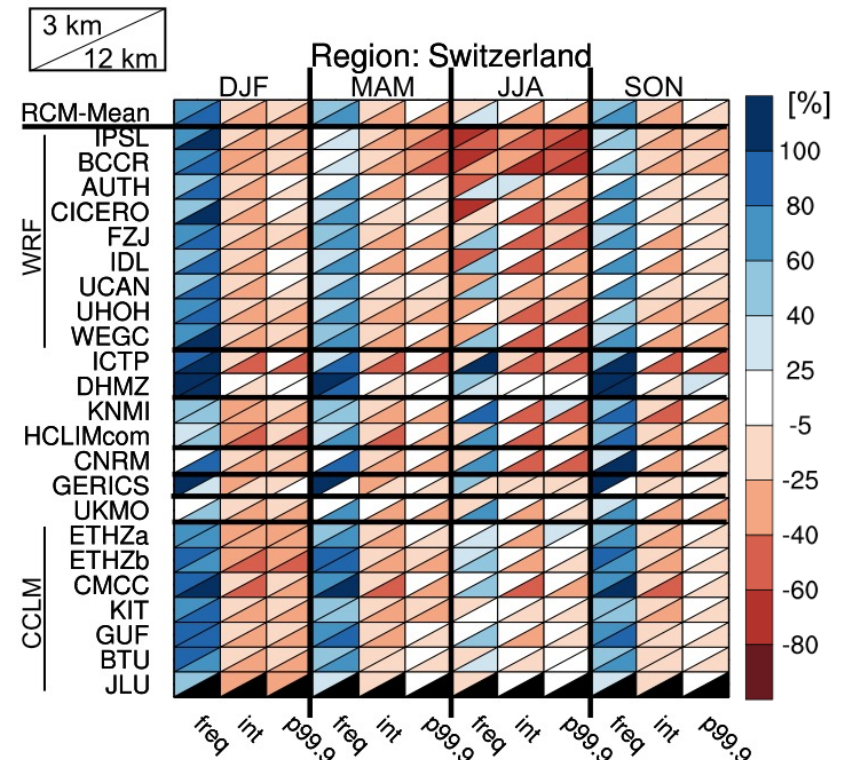 3 km
12 km
Region: Switzerland
DJF MAM JJA SON
[%]
RCM-Mean
IPSL
BCCR
AUTH
CICERO
FZJ
IDL
UCAN
UHOH
WEGC
WRF
ICTP
DHMZ
KNMI
HCLIMcom
CNRM
GERICS
UKMO
ETHZa
ETHZb
CMCC
KIT
GUF
BTU
JLU
CCLM
100
80
60
40
25
-5
-25
-40
-60
-80
freq int p99.9 freq int p99.9 freq int p99.9 freq int p99.9